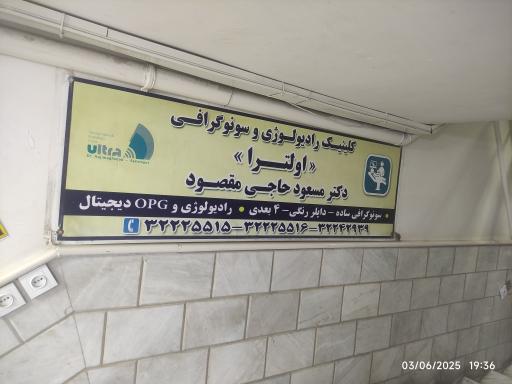 کلینیک رادیولوژی و سونوگرافی
« اولترا »
دکتر مسعود حاجی مقصود
• سونوگرافی ساده - داپلر رنگی - ۴ بعدی • رادیولوژی و OPG دیجیتال
۳۲۲۲۵۵۱۵-۳۲۲۲۵۵۱۶-۳۲۲۴۲۹۳۹
ultra
03/06/2025 19:36